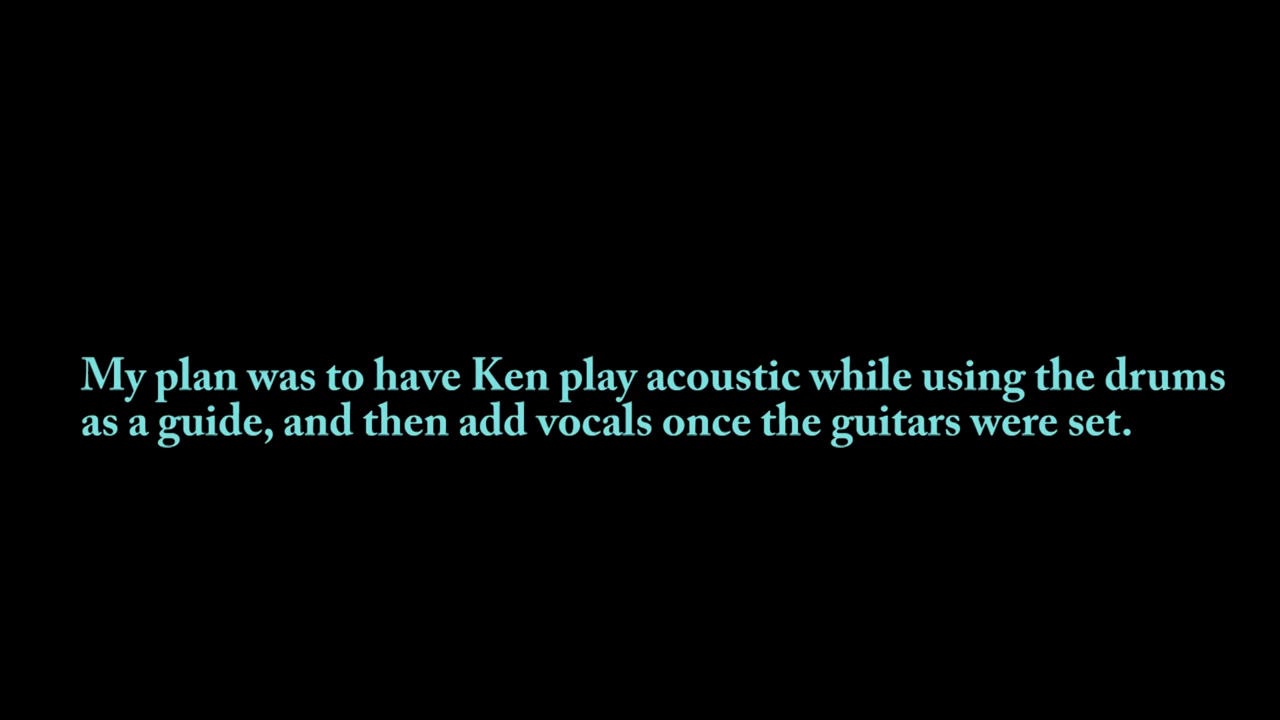 My plan was to have Ken play acoustic while using the drums
as a guide, and then add vocals once the guitars were set.